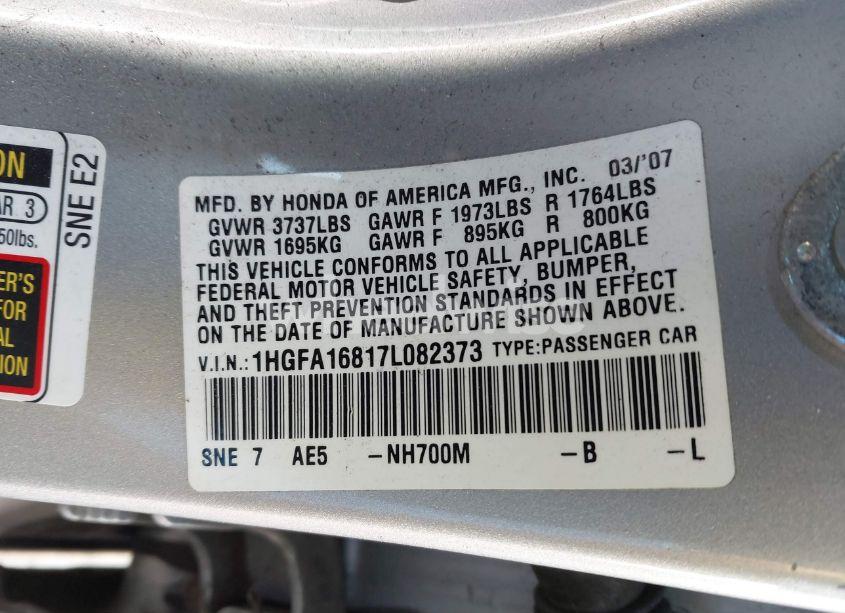 ON
AR 3
50lbs.
SNE E2
ER'S
FOR
AL
TION
MFD. BY HONDA OF AMERICA MFG., INC. 03/'07
GVWR 3737LBS GAWR F 1973LBS R 1764LBS
GVWR 1695KG GAWR F 895KG R 800KG
THIS VEHICLE CONFORMS TO ALL APPLICABLE
FEDERAL MOTOR VEHICLE SAFETY, BUMPER,
AND THEFT PREVENTION STANDARDS IN EFFECT
ON THE DATE OF MANUFACTURE SHOWN ABOVE.
V.I.N.: 1HGFA16817L082373 TYPE:PASSENGER CAR
SNE 7 AE5 -NH700M -B -L